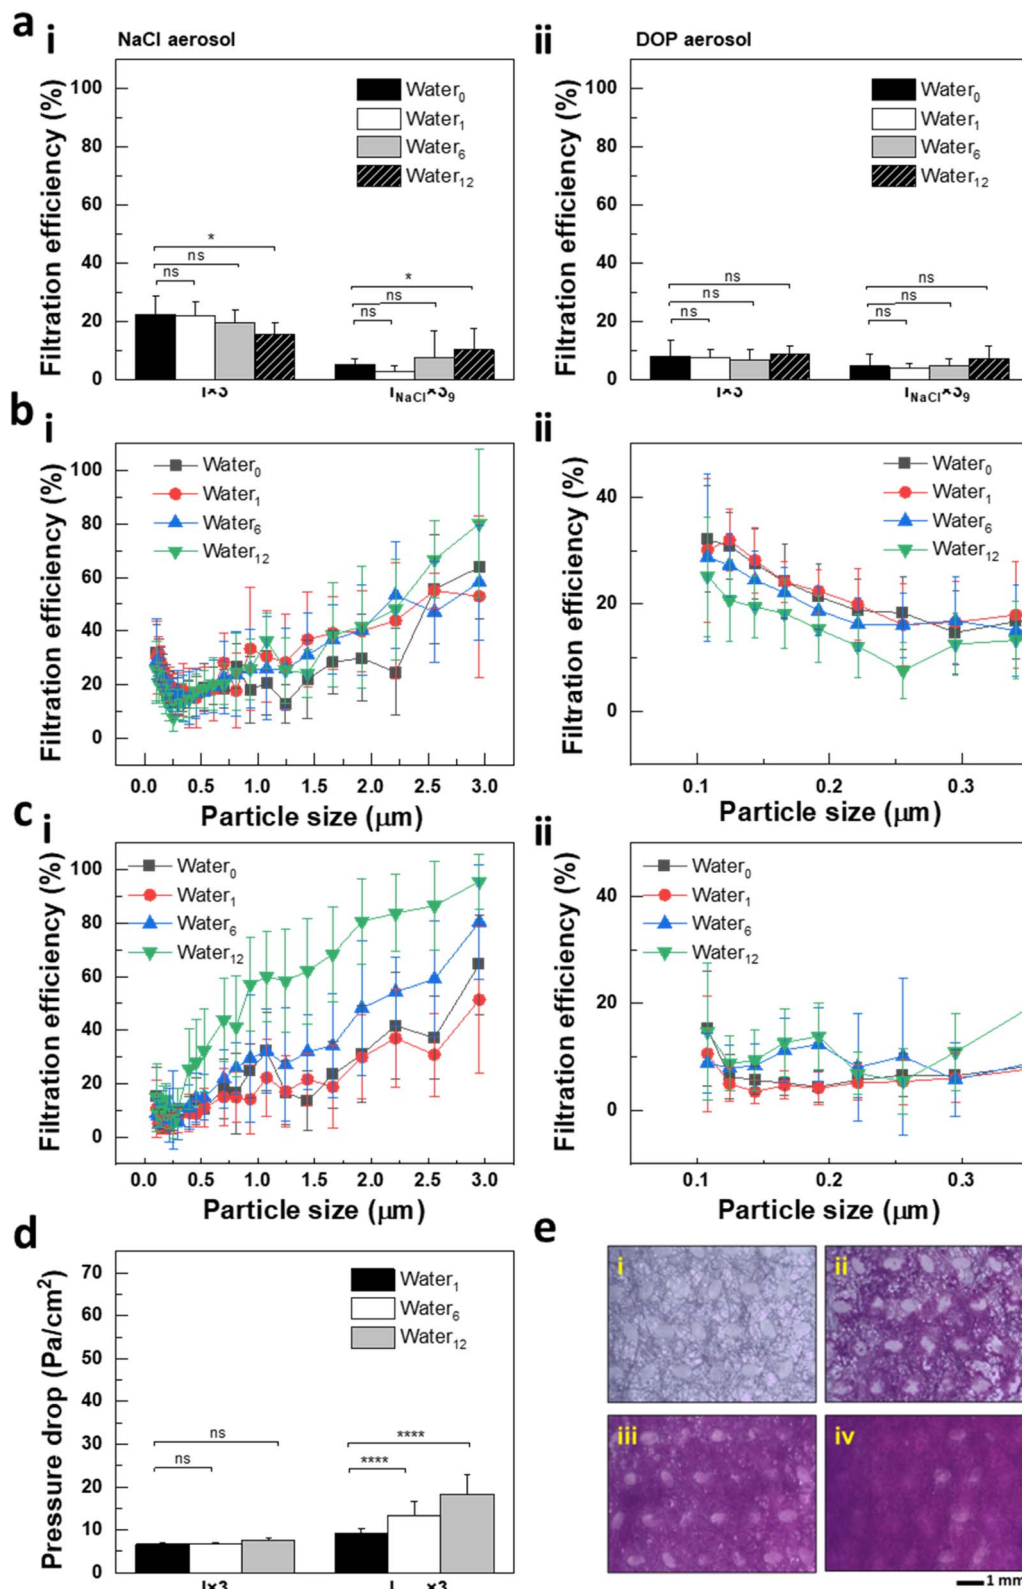 a
i
NaCl aerosol
Filtration efficiency (%)
100
80
60
40
20
0
Water0
Water1
Water6
Water12
*
ns
ns
*
ns
ns
ii
DOP aerosol
Filtration efficiency (%)
100
80
60
40
20
0
Water0
Water1
Water6
Water12
ns
ns
ns
ns
ns
ns
b
i
Filtration efficiency (%)
100
80
60
40
20
0
Water0
Water1
Water6
Water12
0.0 0.5 1.0 1.5 2.0 2.5 3.0
Particle size (μm)
ii
Filtration efficiency (%)
40
20
0
Water0
Water1
Water6
Water12
0.1 0.2 0.3
Particle size (μm)
c
i
Filtration efficiency (%)
100
80
60
40
20
0
Water0
Water1
Water6
Water12
0.0 0.5 1.0 1.5 2.0 2.5 3.0
Particle size (μm)
ii
Filtration efficiency (%)
40
20
0
Water0
Water1
Water6
Water12
0.1 0.2 0.3
Particle size (μm)
d
Pressure drop (Pa/cm2)
70
60
50
40
30
20
10
0
Water1
Water6
Water12
ns
ns
****
****
e
i
ii
iii
iv
1 mm